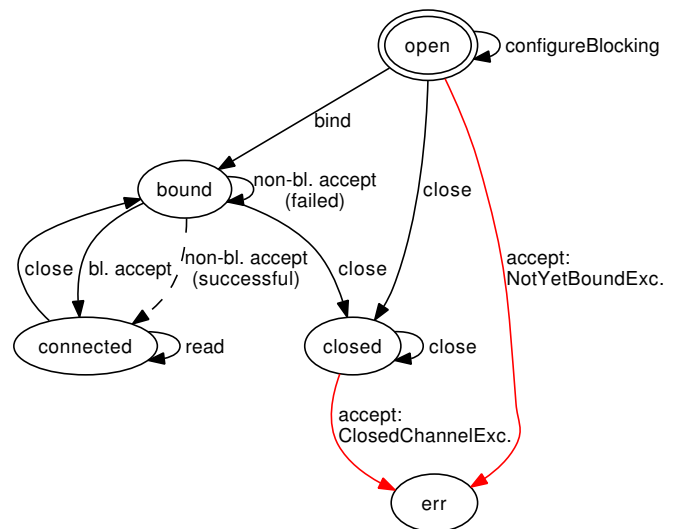 open
configureBlocking
bind
bound
non-bl. accept
(failed)
close
close
bl. accept
non-bl. accept
(successful)
close
accept:
NotYetBoundExc.
connected
read
closed
close
accept:
ClosedChannelExc.
err